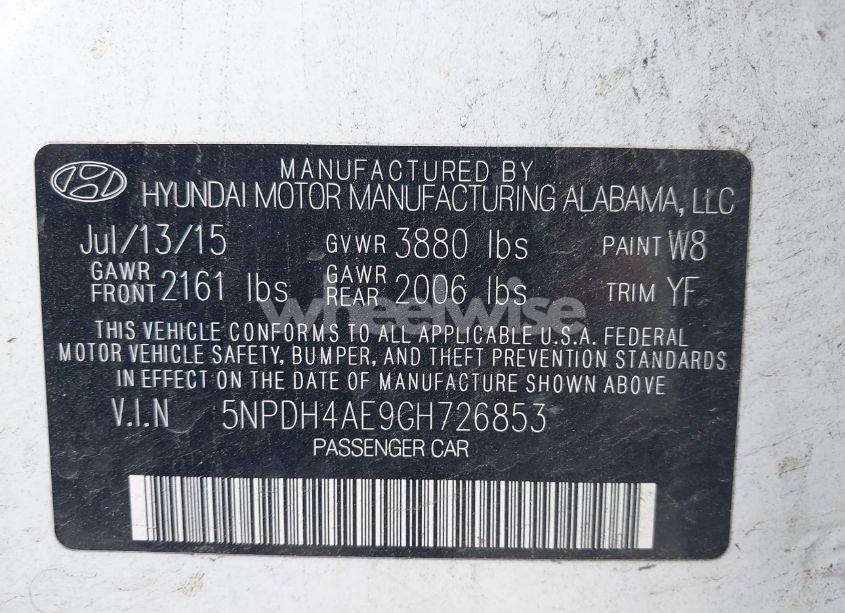 MANUFACTURED BY
HYUNDAI MOTOR MANUFACTURING ALABAMA, LLC
Jul/13/15 GVWR 3880 lbs PAINT W8
GAWR FRONT 2161 lbs GAWR REAR 2006 lbs TRIM YF
wheelwise
THIS VEHICLE CONFORMS TO ALL APPLICABLE U.S.A. FEDERAL
MOTOR VEHICLE SAFETY, BUMPER, AND THEFT PREVENTION STANDARDS
IN EFFECT ON THE DATE OF MANUFACTURE SHOWN ABOVE
V.I.N 5NPDH4AE9GH726853
PASSENGER CAR